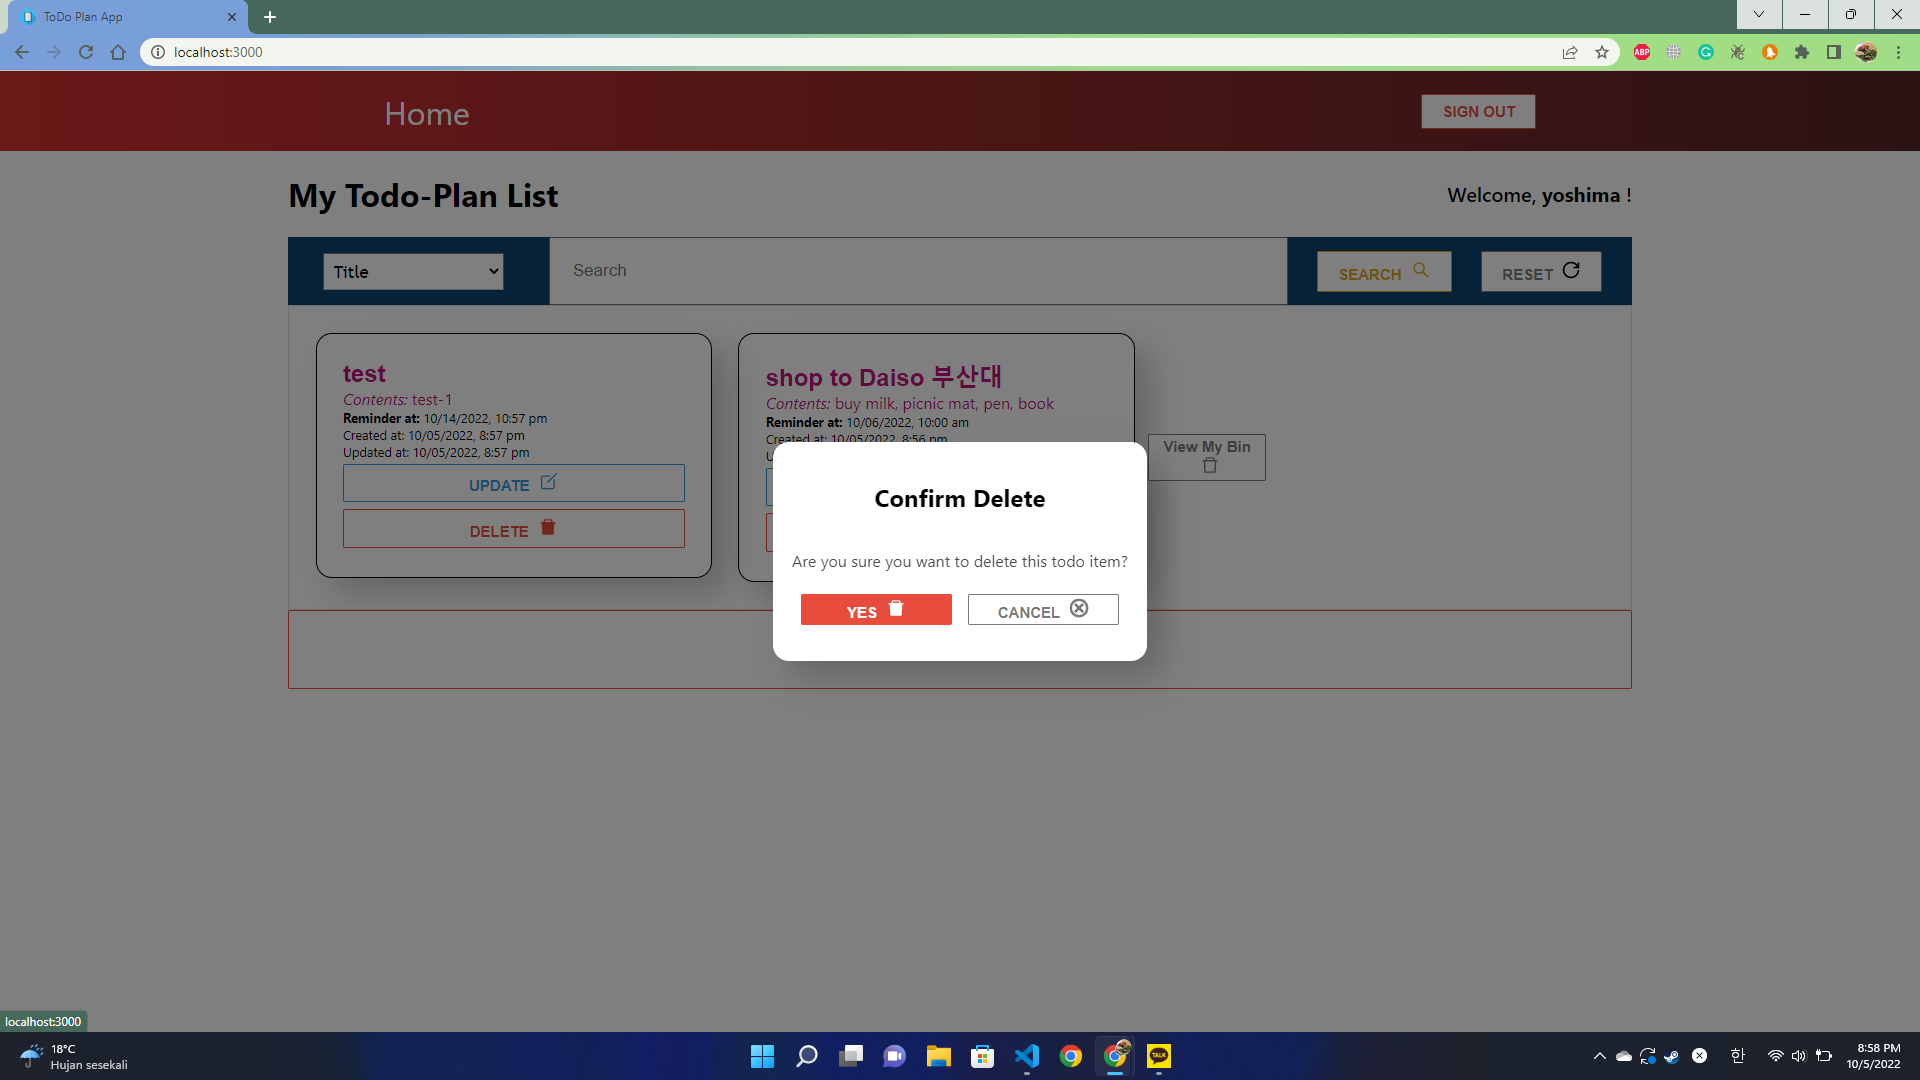 ToDo Plan App
localhost:3000
ABP
Home
SIGN OUT
My Todo-Plan List
Welcome, yoshima !
Title
Search
SEARCH
RESET
test
Contents: test-1
Reminder at: 10/14/2022, 10:57 pm
Created at: 10/05/2022, 8:57 pm
Updated at: 10/05/2022, 8:57 pm
UPDATE
DELETE
shop to Daiso 부산대
Contents: buy milk, picnic mat, pen, book
Reminder at: 10/06/2022, 10:00 am
Created at: 10/05/2022, 8:56 pm
View My Bin
Confirm Delete
Are you sure you want to delete this todo item?
YES
CANCEL
localhost:3000
18°C
Hujan sesekali
TALK
한
8:58 PM
10/5/2022